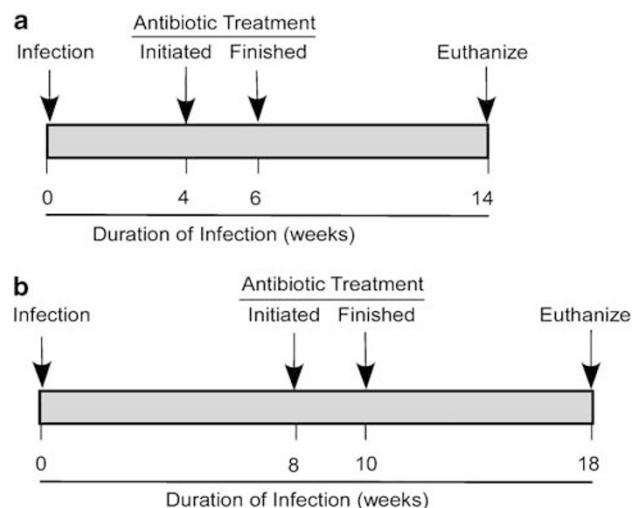 a
Antibiotic Treatment
Infection Initiated Finished Euthanize
0 4 6 14
Duration of Infection (weeks)
b
Antibiotic Treatment
Infection Initiated Finished Euthanize
0 8 10 18
Duration of Infection (weeks)